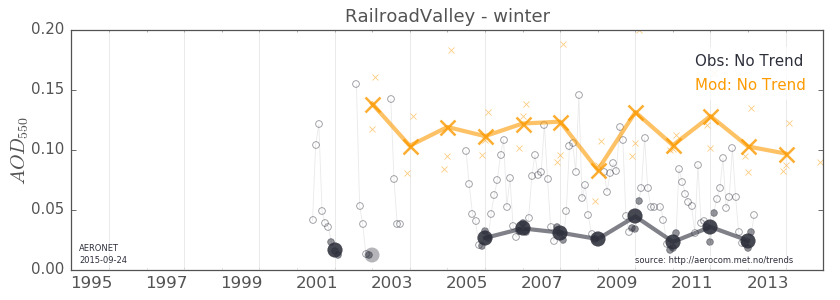 RailroadValley - winter
0.20
0.15
0.10
0.05
0.00
AOD550
Obs: No Trend
Mod: No Trend
AERONET
2015-09-24
source: http://aerocom.met.no/trends
1995 1997 1999 2001 2003 2005 2007 2009 2011 2013